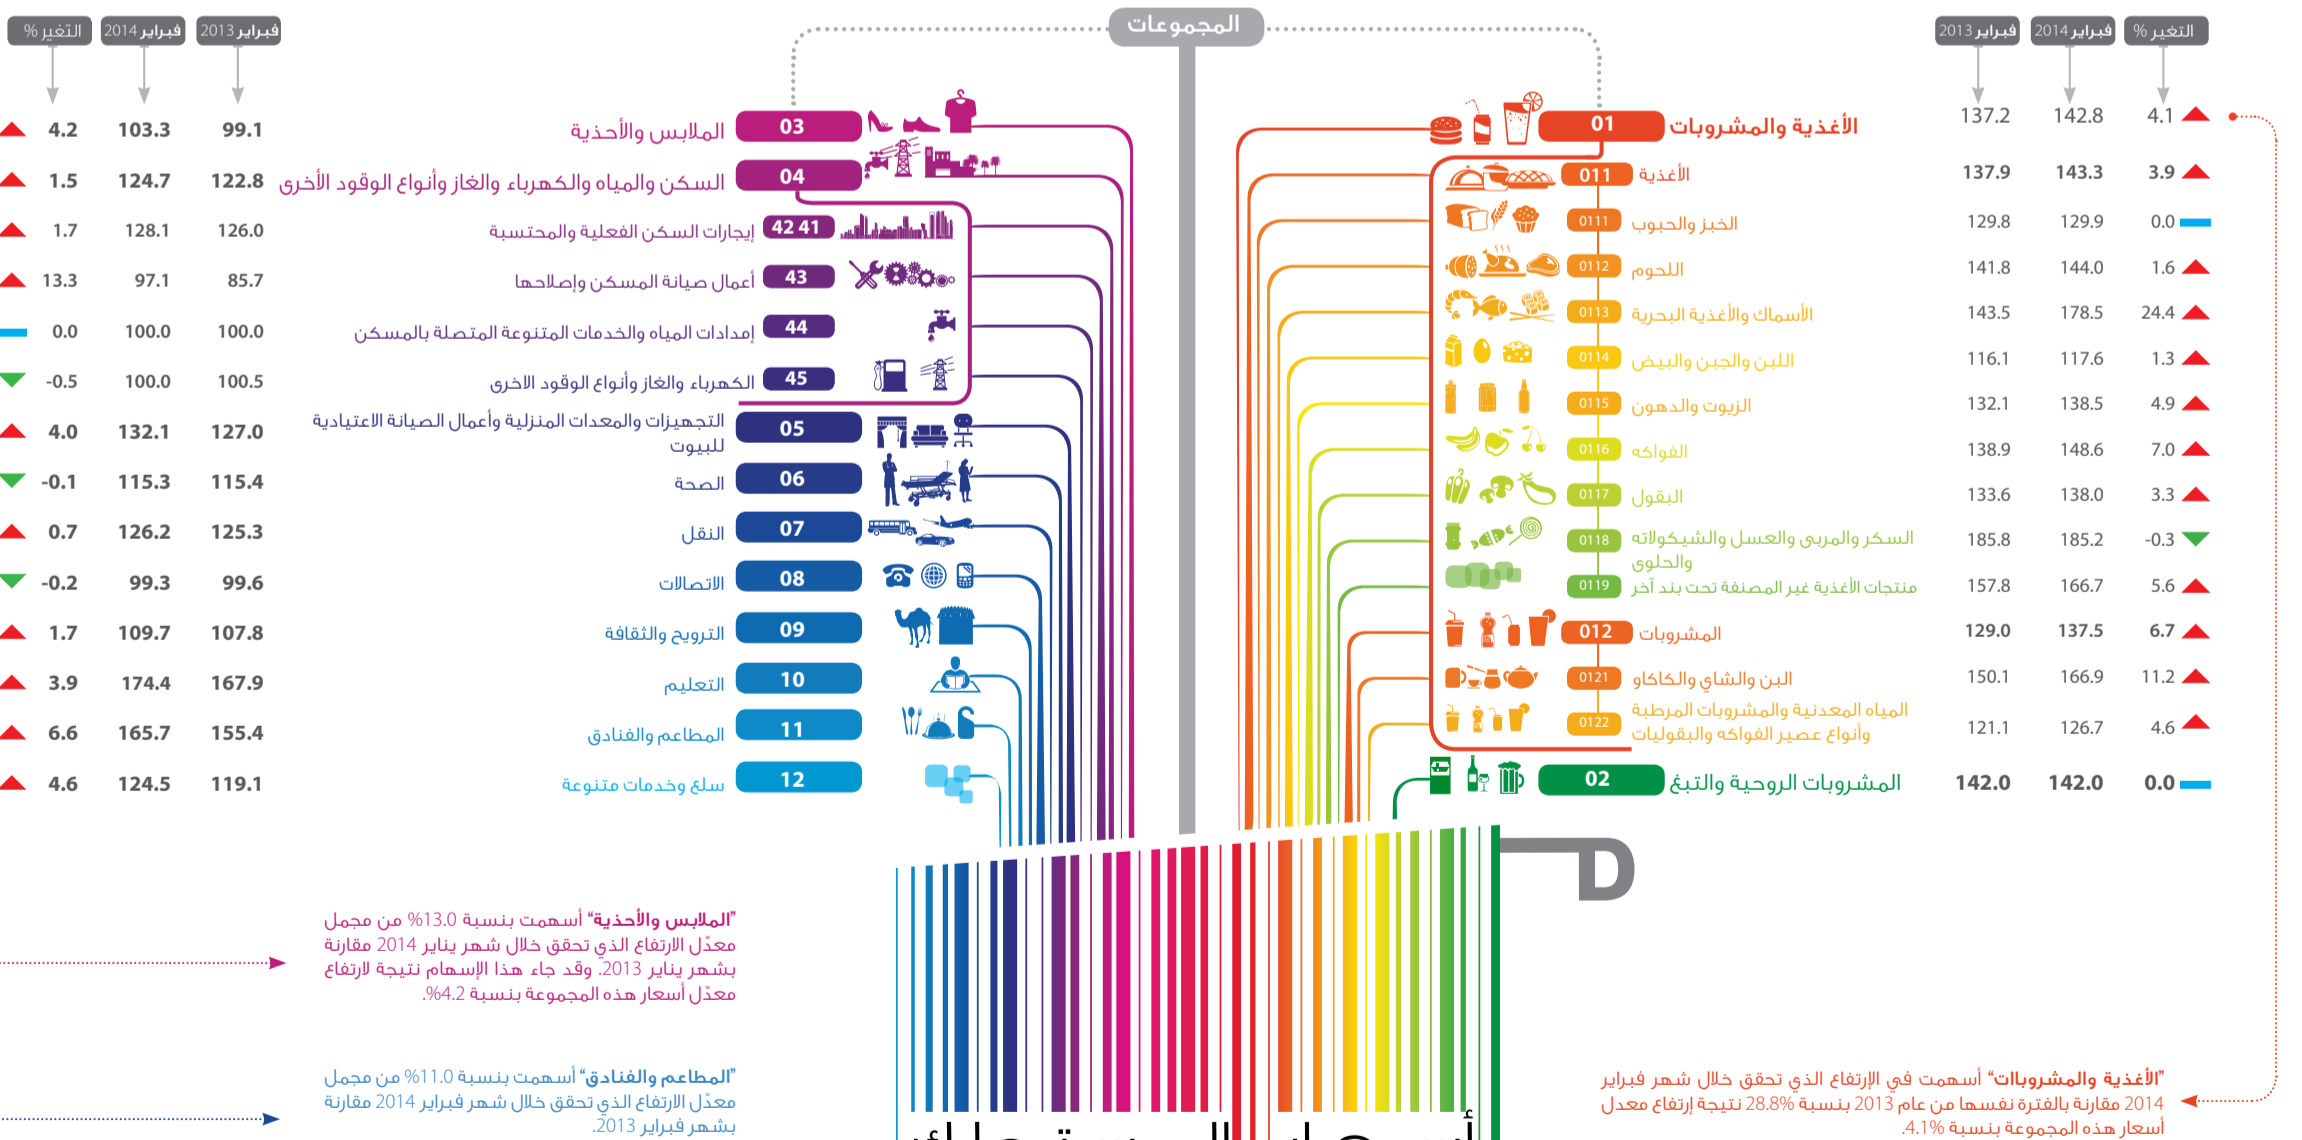 المجموعات
فبراير 2013 فبراير 2014 التغير %
01 الأغذية والمشروبات 137.2 142.8 4.1
011 الأغذية 137.9 143.3 3.9
0111 الخبز والحبوب 129.8 129.9 0.0
0112 اللحوم 141.8 144.0 1.6
0113 الأسماك والأغذية البحرية 143.5 178.5 24.4
0114 اللبن والجبن والبيض 116.1 117.6 1.3
0115 الزيوت والدهون 132.1 138.5 4.9
0116 الفواكه 138.9 148.6 7.0
0117 البقول 133.6 138.0 3.3
0118 السكر والمربى والعسل والشيكولاته 185.8 185.2 -0.3
والحلوى
0119 منتجات الأغذية غير المصنفة تحت بند آخر 157.8 166.7 5.6
012 المشروبات 129.0 137.5 6.7
0121 البن والشاي والكاكاو 150.1 166.9 11.2
0122 المياه المعدنية والمشروبات المرطبة
وأنواع عصير الفواكه والبقوليات 121.1 126.7 4.6
02 المشروبات الروحية والتبغ 142.0 142.0 0.0
فبراير 2013 فبراير 2014 التغير %
03 الملابس والأحذية 99.1 103.3 4.2
04 السكن والمياه والكهرباء والغاز وأنواع الوقود الأخرى 122.8 124.7 1.5
42 41 إيجارات السكن الفعلية والمحتسبة 126.0 128.1 1.7
43 أعمال صيانة المسكن وإصلاحها 85.7 97.1 13.3
44 إمدادات المياه والخدمات المتنوعة المتصلة بالمسكن 100.0 100.0 0.0
45 الكهرباء والغاز وأنواع الوقود الاخرى 100.5 100.0 -0.5
05 التجهيزات والمعدات المنزلية وأعمال الصيانة الاعتيادية 127.0 132.1 4.0
للبيوت
06 الصحة 115.4 115.3 -0.1
07 النقل 125.3 126.2 0.7
08 الاتصالات 99.6 99.3 -0.2
09 الترويح والثقافة 107.8 109.7 1.7
10 التعليم 167.9 174.4 3.9
11 المطاعم والفنادق 155.4 165.7 6.6
12 سلع وخدمات متنوعة 119.1 124.5 4.6
"الملابس والأحذية" أسهمت بنسبة 13.0% من مجمل
معدّل الارتفاع الذي تحقق خلال شهر يناير 2014 مقارنة
بشهر يناير 2013. وقد جاء هذا الإسهام نتيجة لارتفاع
معدّل أسعار هذه المجموعة بنسبة 4.2%.
"المطاعم والفنادق" أسهمت بنسبة 11.0% من مجمل
معدّل الارتفاع الذي تحقق خلال شهر فبراير 2014 مقارنة
بشهر فبراير 2013.
"الأغذية والمشروباات" أسهمت في الإرتفاع الذي تحقق خلال شهر فبراير
2014 مقارنة بالفترة نفسها من عام 2013 بنسبة 28.8% نتيجة إرتفاع معدل
أسعار هذه المجموعة بنسبة 4.1%.